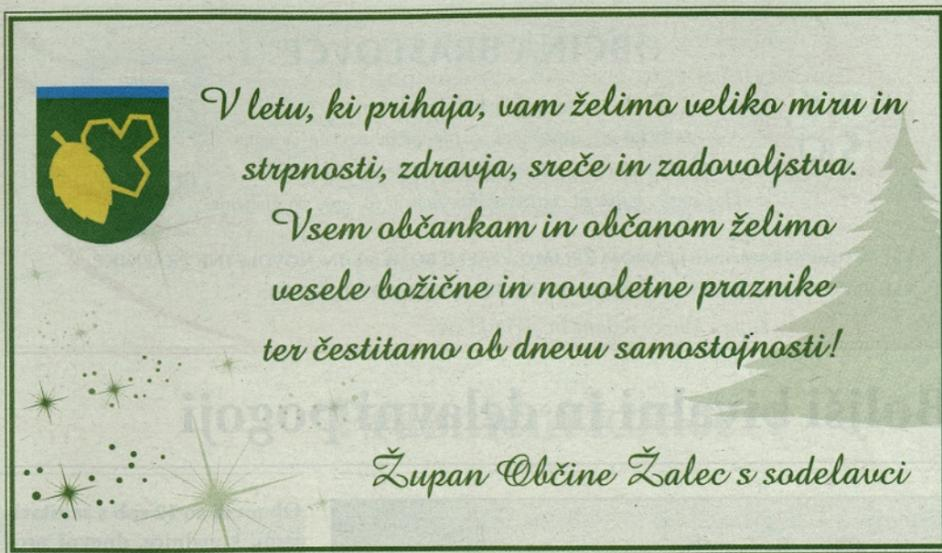 V letu, ki prihaja, vam želimo veliko miru in
strpnosti, zdravja, sreče in zadovoljstva.
Vsem občankam in občanom želimo
vesele božične in novoletne praznike
ter čestitamo ob dnevu samostojnosti!
Župan Občine Žalec s sodelavci